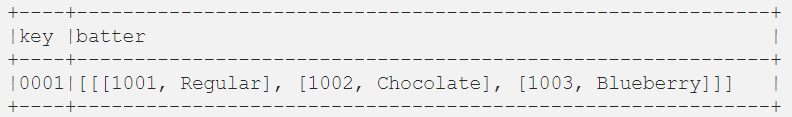 +----+----------------------------------------------------------+
|key |batter                                                    |
+----+----------------------------------------------------------+
|0001|[[[1001, Regular], [1002, Chocolate], [1003, Blueberry]]]   |
+----+----------------------------------------------------------+